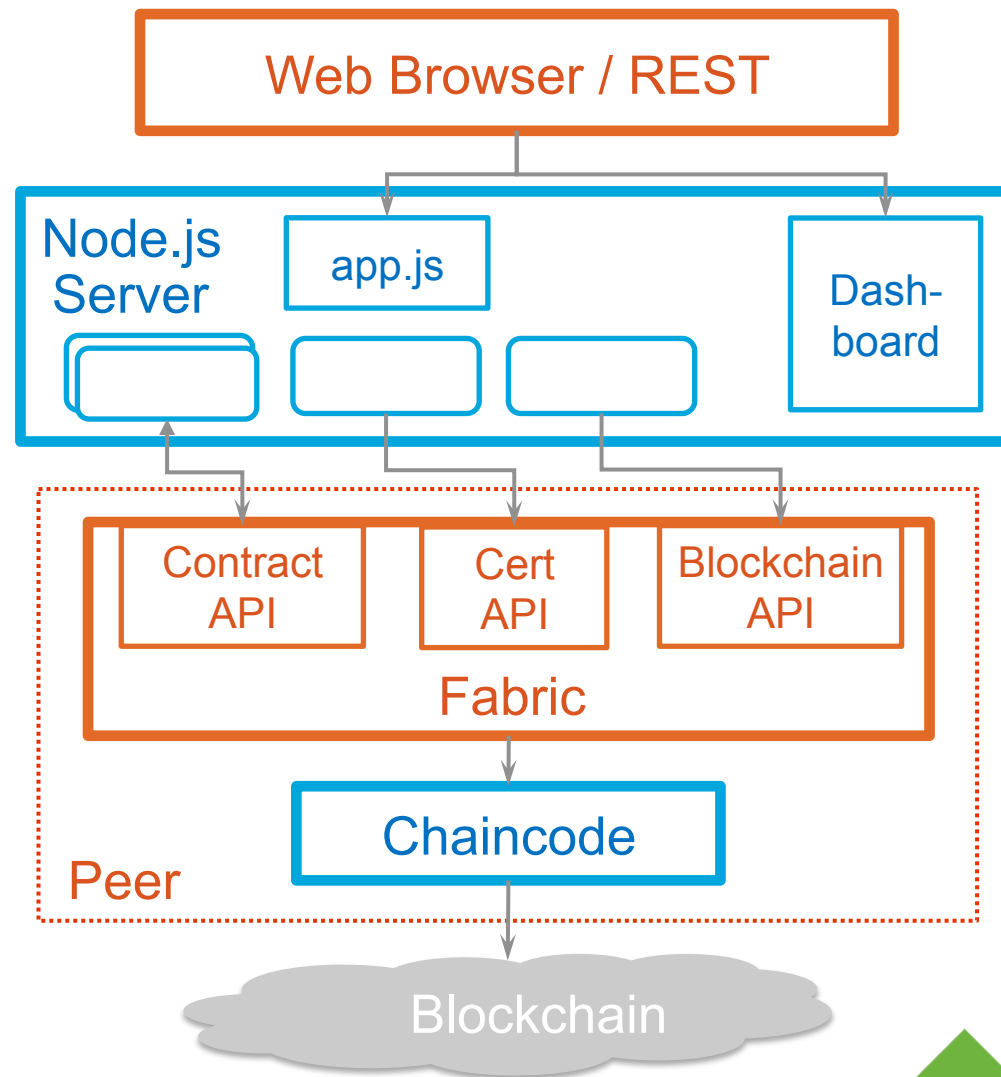 Web Browser / REST
Node.js
Server
app.js
Dash-
board
Contract
API
Cert
API
Blockchain
API
Fabric
Chaincode
Peer
Blockchain